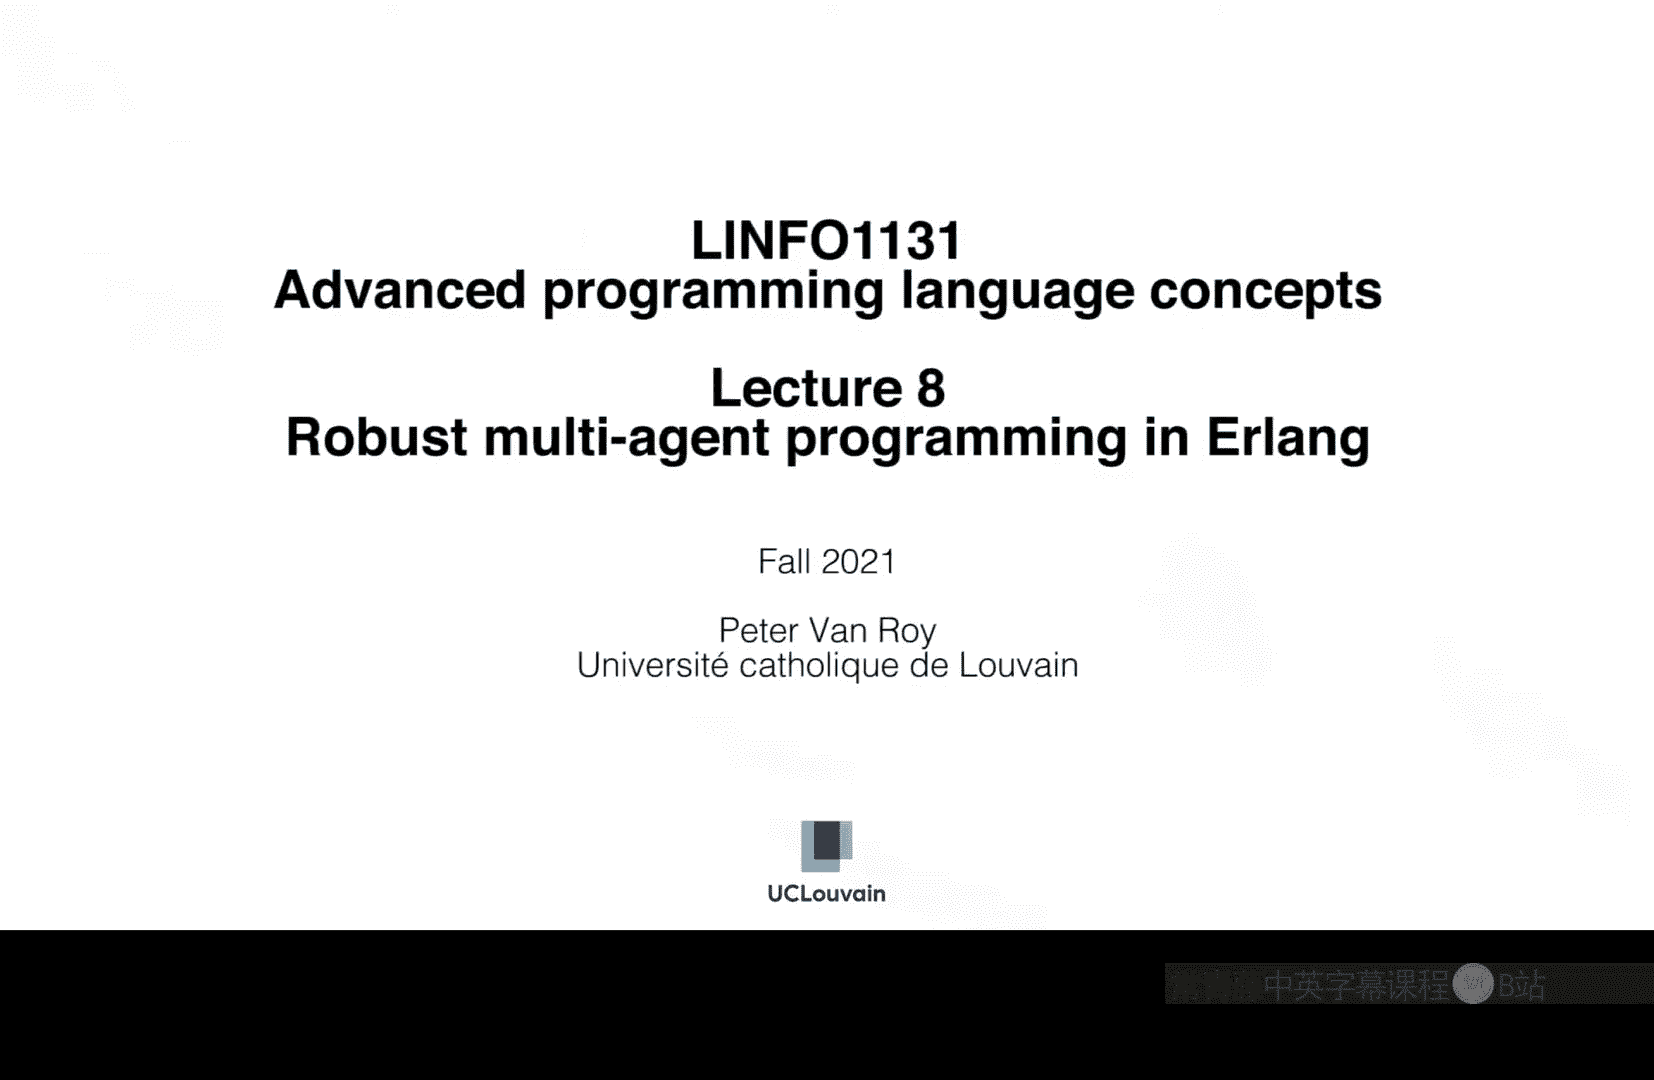 LINFO1131
Advanced programming language concepts
Lecture 8
Robust multi-agent programming in Erlang
Fall 2021
Peter Van Roy
Université catholique de Louvain
UCLouvain
中英字幕课程
B站